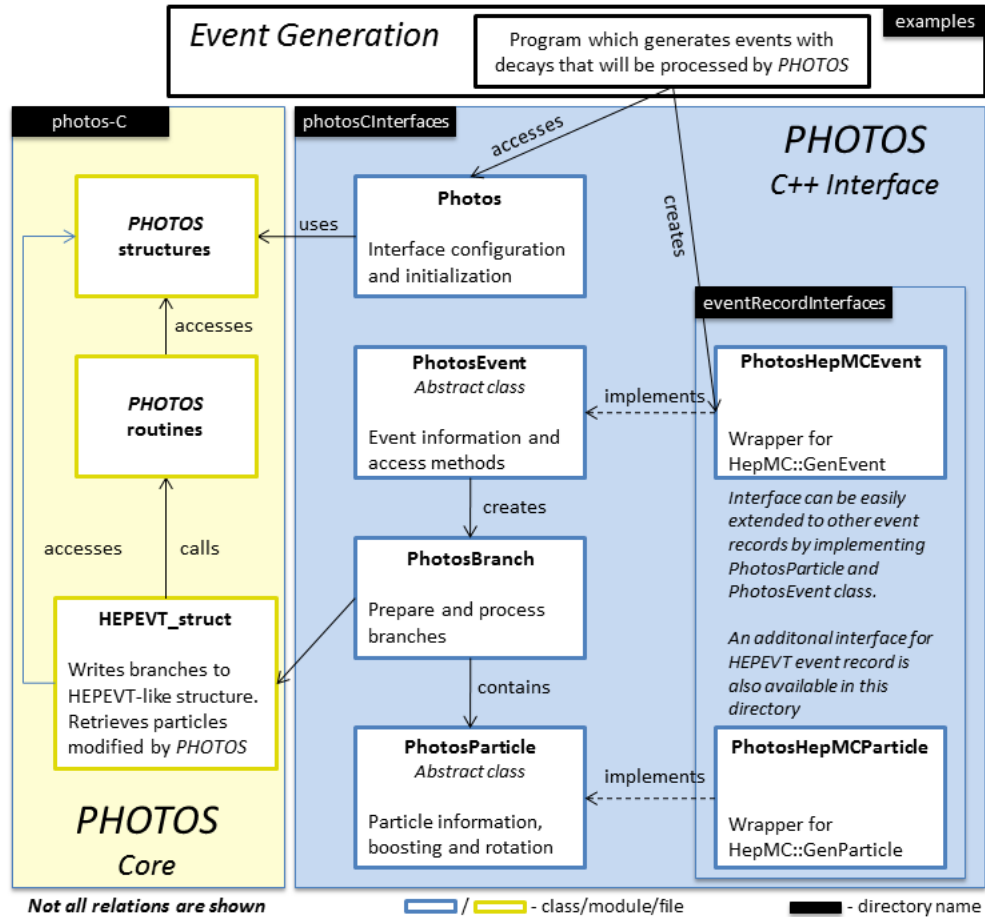 Event Generation
examples
Program which generates events with
decays that will be processed by PHOTOS
photos-C
photosCInterfaces
PHOTOS
C++ Interface
accesses
creates
PHOTOS
structures
uses
Photos
Interface configuration
and initialization
accesses
eventRecordInterfaces
PHOTOS
routines
PhotosEvent
Abstract class
Event information and
access methods
implements
PhotosHepMCEvent
Wrapper for
HepMC::GenEvent
Interface can be easily
extended to other event
records by implementing
PhotosParticle and
PhotosEvent class.
An additonal interface for
HEPEVT event record is
also available in this
directory
accesses
calls
creates
PhotosBranch
Prepare and process
branches
HEPEVT_struct
Writes branches to
HEPEVT-like structure.
Retrieves particles
modified by PHOTOS
contains
PhotosParticle
Abstract class
Particle information,
boosting and rotation
implements
PhotosHepMCParticle
Wrapper for
HepMC::GenParticle
PHOTOS
Core
Not all relations are shown
/ - class/module/file
- directory name